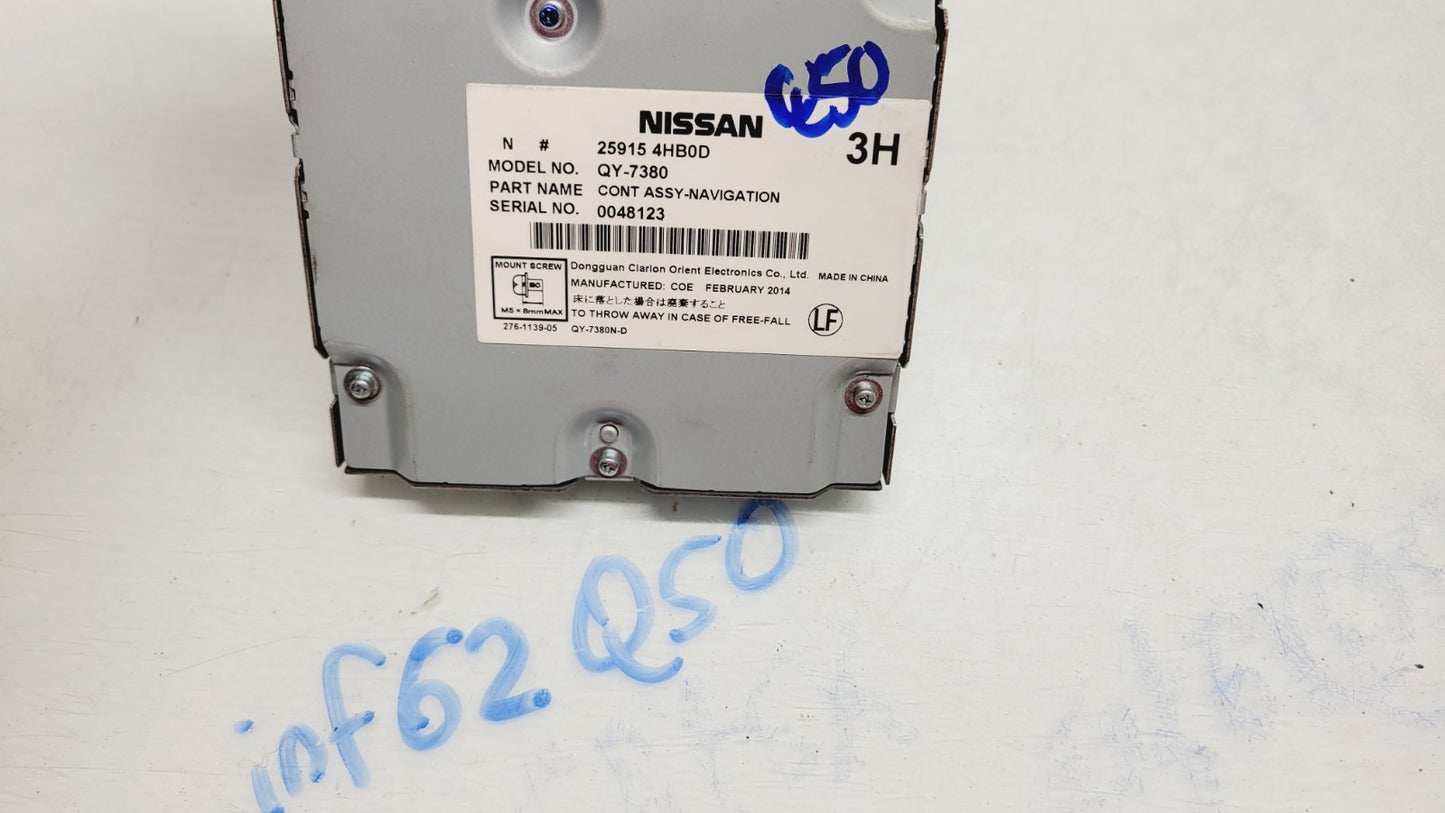 Q50
NISSAN
3H
N # 25915 4HB0D
MODEL NO. QY-7380
PART NAME CONT ASSY-NAVIGATION
SERIAL NO. 0048123
MOUNT SCREW
M5 × 8mmMAX
Dongguan Clarion Orient Electronics Co., Ltd. MADE IN CHINA
MANUFACTURED: COE FEBRUARY 2014
床に落とした場合は廃棄すること
TO THROW AWAY IN CASE OF FREE-FALL
LF
276-1139-05 QY-7380N-D
inf62 Q50